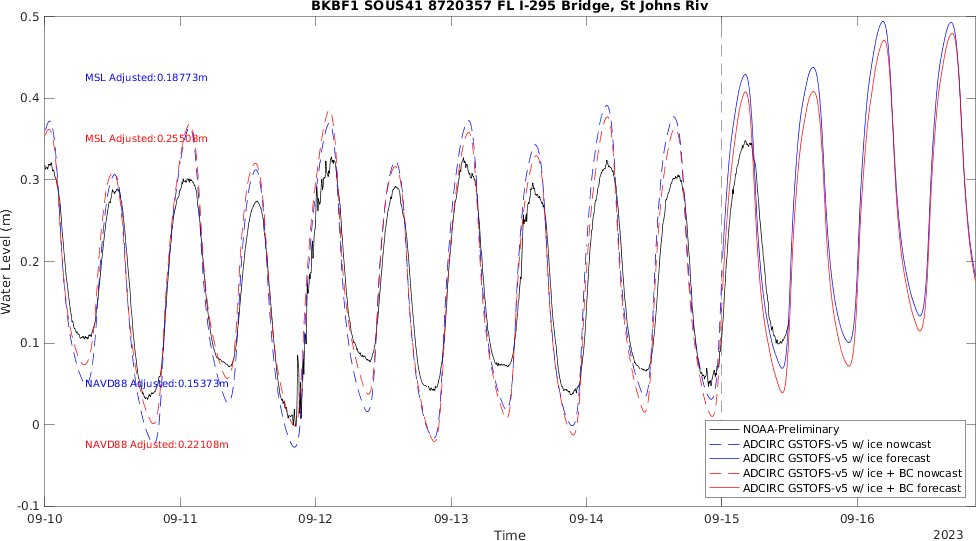 BKBF1 SOUS41 8720357 FL I-295 Bridge, St Johns Riv
0.5
0.4
0.3
0.2
0.1
0
-0.1
Water Level (m)
MSL Adjusted:0.18773m
MSL Adjusted:0.25508m
NAVD88 Adjusted:0.15373m
NAVD88 Adjusted:0.22108m
NOAA-Preliminary
ADCIRC GSTOFS-v5 w/ ice nowcast
ADCIRC GSTOFS-v5 w/ ice forecast
ADCIRC GSTOFS-v5 w/ ice + BC nowcast
ADCIRC GSTOFS-v5 w/ ice + BC forecast
09-10 09-11 09-12 09-13 09-14 09-15 09-16
Time
2023